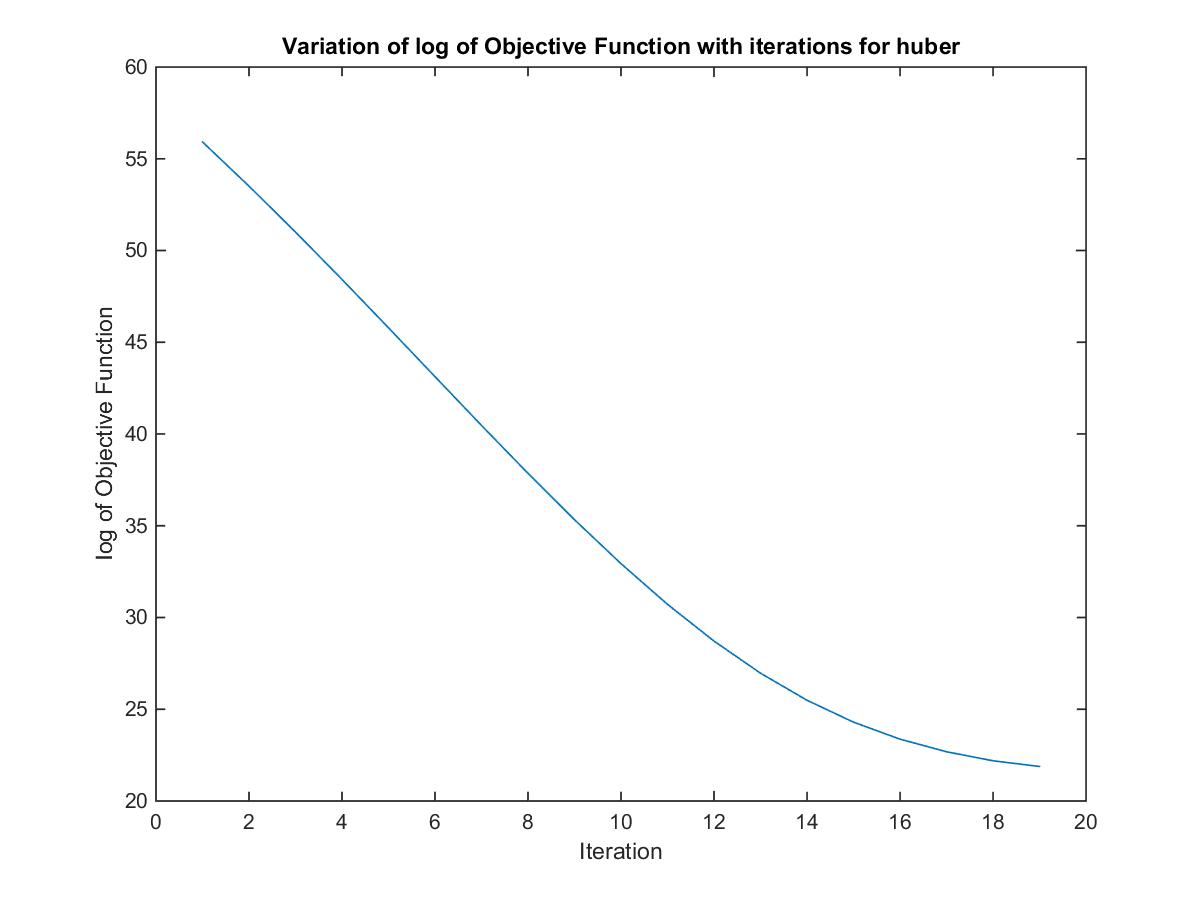 Variation of log of Objective Function with iterations for huber
60
55
50
45
40
35
30
25
20
log of Objective Function
0 2 4 6 8 10 12 14 16 18 20
Iteration